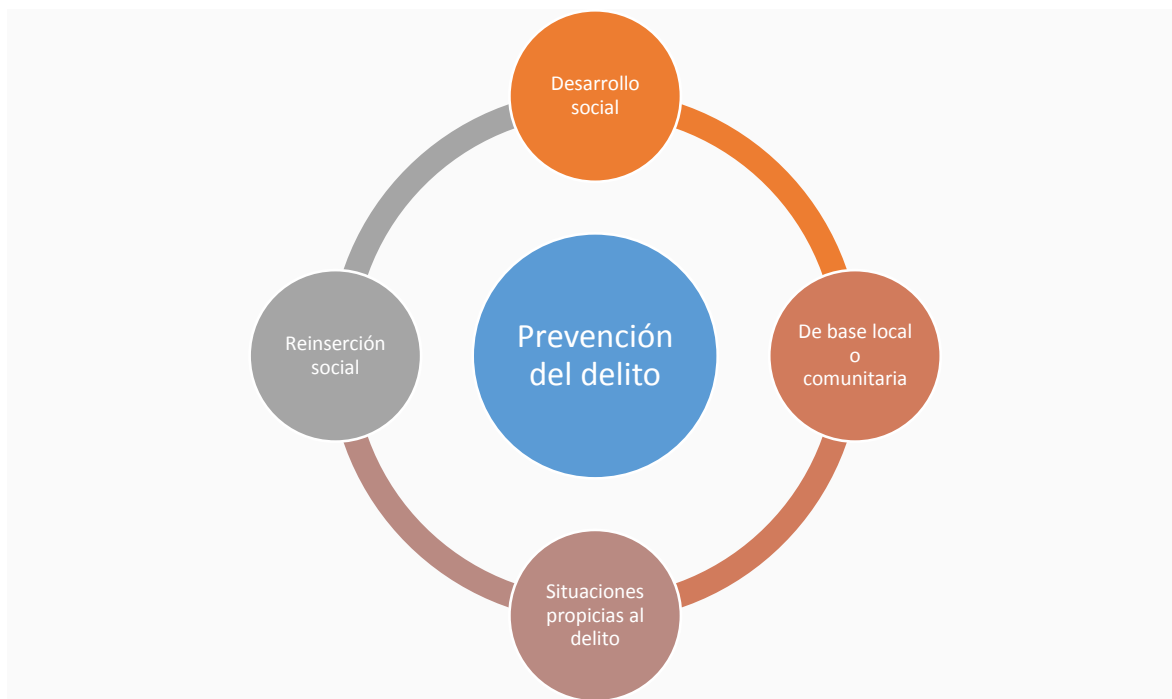 Desarrollo
social
Prevención
del delito
Reinserción
social
De base local
o
comunitaria
Situaciones
propicias al
delito